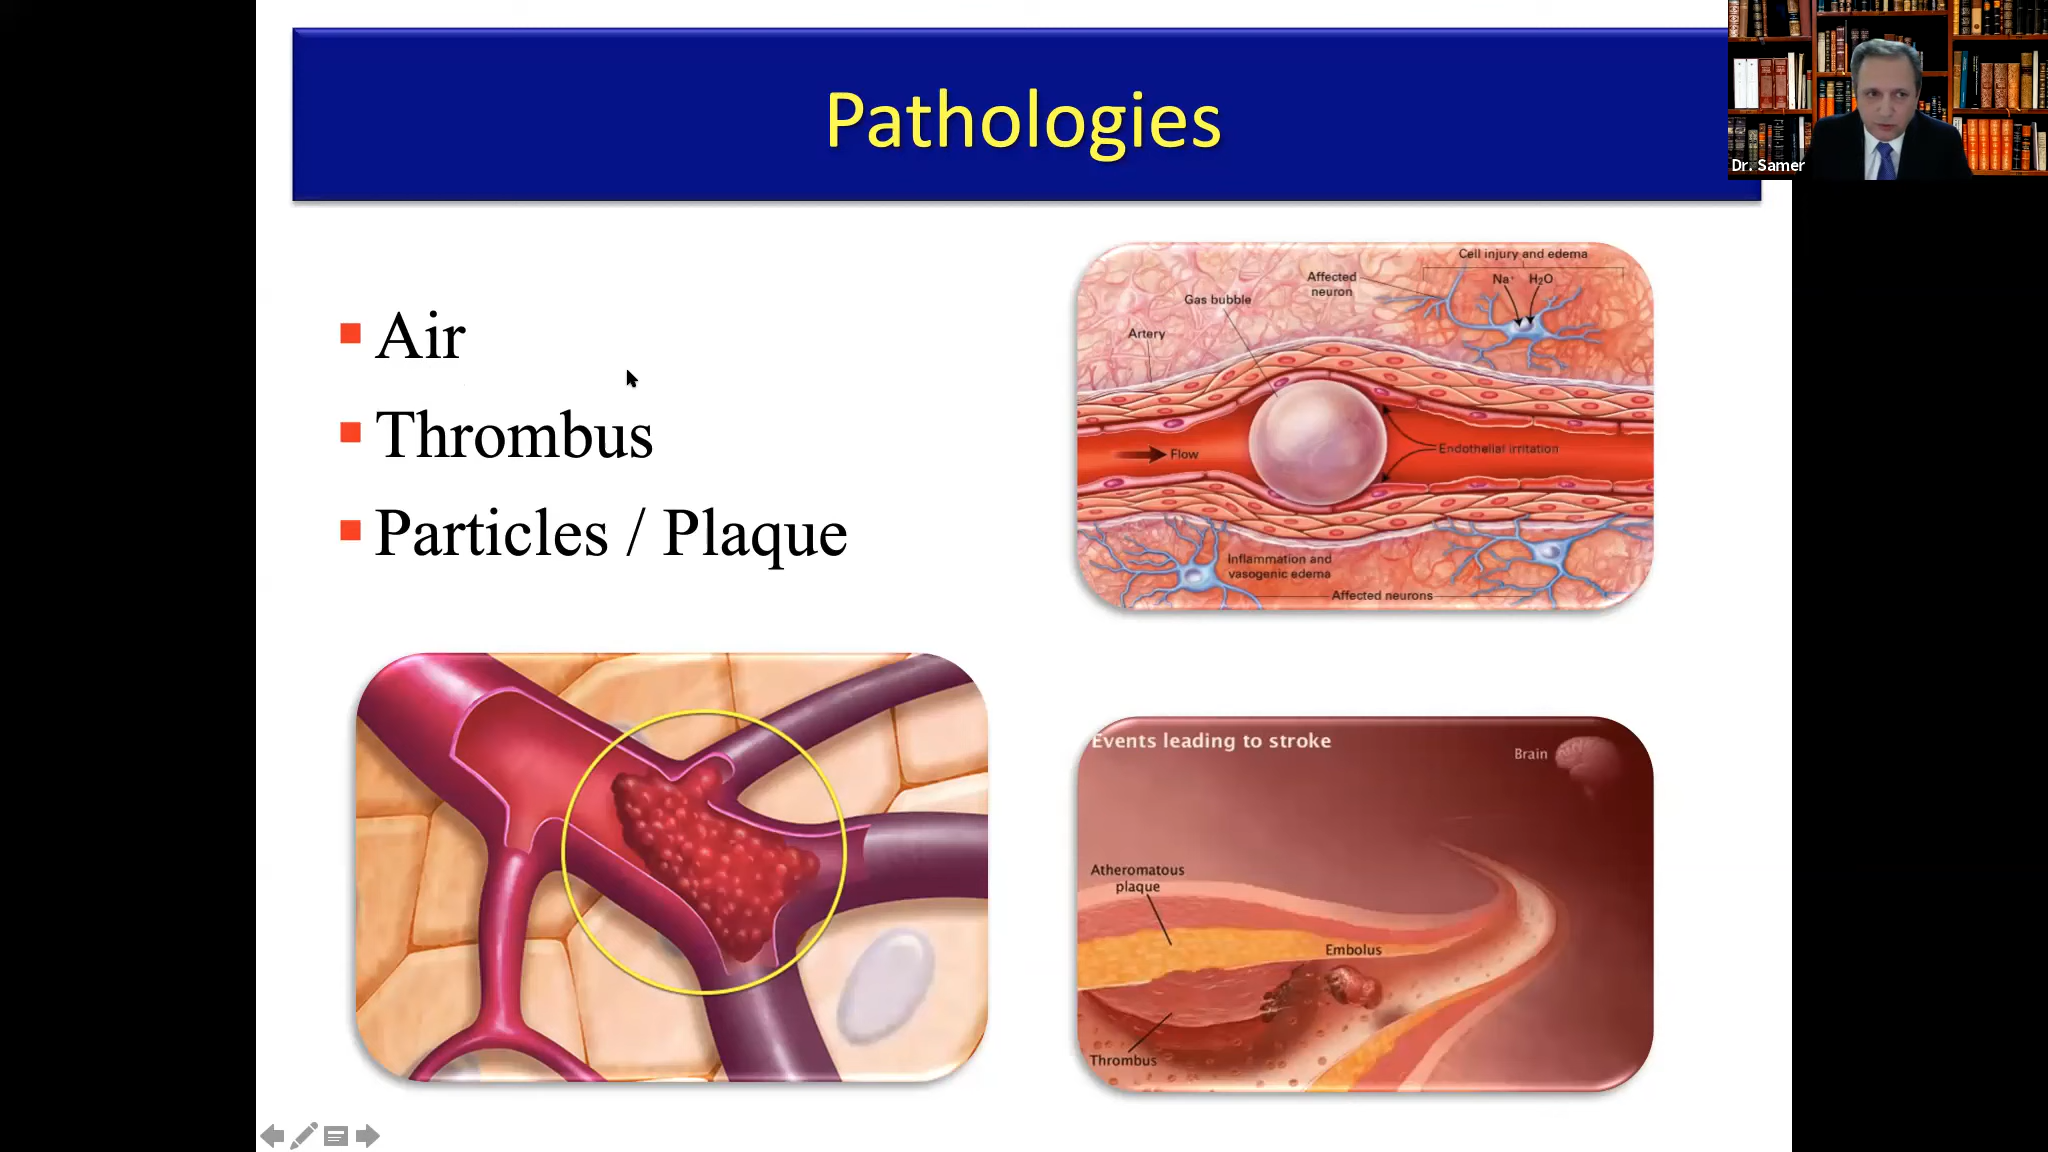 Pathologies
Dr. Samer
Air
Thrombus
Particles / Plaque
Cell injury and edema
Na⁺ H₂O
Affected
neuron
Gas bubble
Artery
Flow
Endothelial irritation
Inflammation and
vasogenic edema
Affected neurons
Events leading to stroke
Brain
Atheromatous
plaque
Embolus
Thrombus